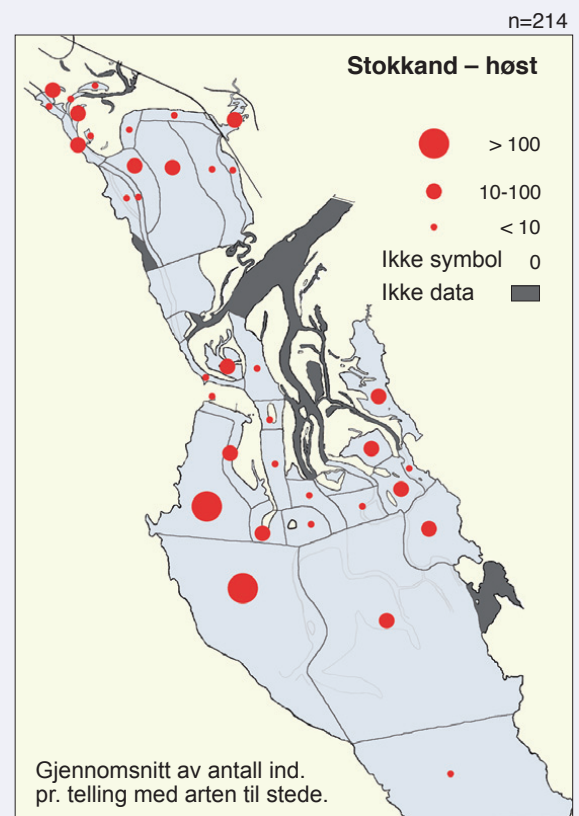 n=214
Stokkand – høst
> 100
10-100
< 10
Ikke symbol 0
Ikke data
Gjennomsnitt av antall ind.
pr. telling med arten til stede.